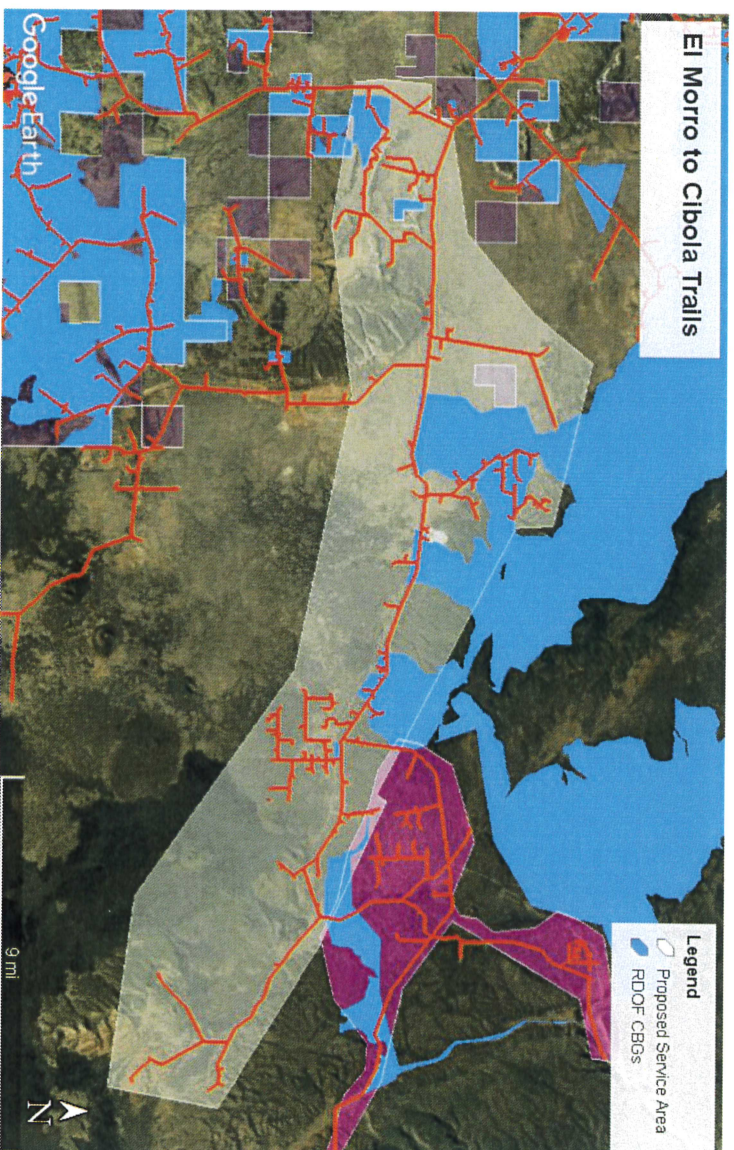 El Morro to Cibola Trails
Legend
Proposed Service Area
RDOF CBGs
Google Earth
9 mi
N